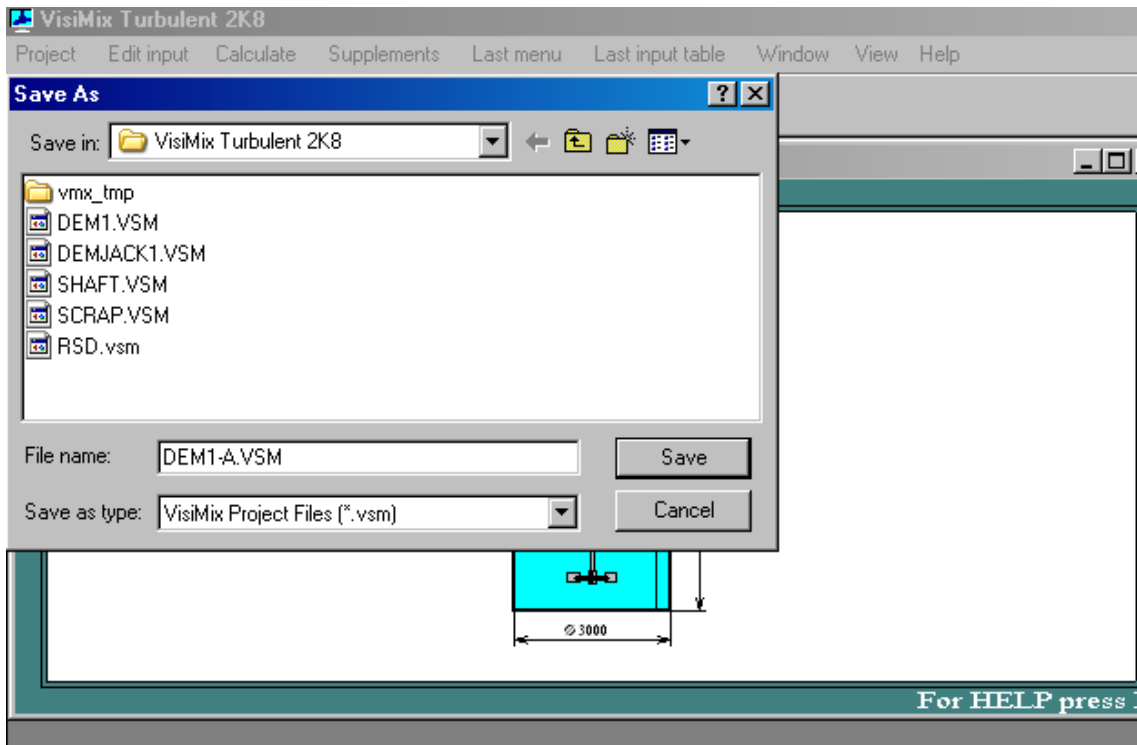 VisiMix Turbulent 2K8
Project Edit input Calculate Supplements Last menu Last input table Window View Help
Save As
Save in: VisiMix Turbulent 2K8
vmx_tmp
DEM1.VSM
DEMJACK1.VSM
SHAFT.VSM
SCRAP.VSM
RSD.vsm
File name: DEM1-A.VSM Save
Save as type: VisiMix Project Files (*.vsm) Cancel
⌀ 3000
For HELP press